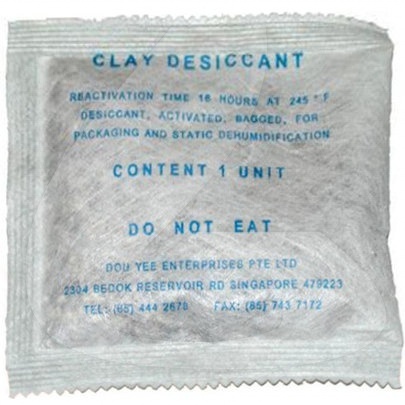 CLAY DESICCANT
REACTIVATION TIME 16 HOURS AT 245 ° F
DESICCANT, ACTIVATED, BAGGED, FOR
PACKAGING AND STATIC DEHUMIDIFICATION
CONTENT 1 UNIT
DO NOT EAT
DOU YEE ENTERPRISES PTE LTD
2304 BEDOK RESERVOIR RD SINGAPORE 479223
TEL: (65) 444 2678 FAX: (65) 743 7172